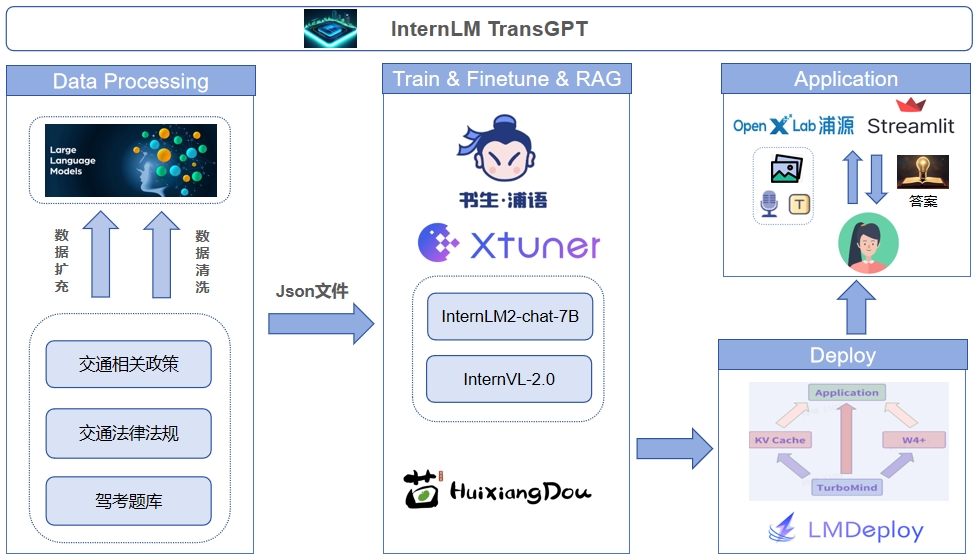 InternLM TransGPT
Data Processing
Large
Language
Models
数据扩充
数据清洗
交通相关政策
交通法律法规
驾考题库
Json文件
Train & Finetune & RAG
书生·浦语
Xtuner
InternLM2-chat-7B
InternVL-2.0
茴
HuiXiangDou
Application
OpenXLab浦源
Streamlit
T
答案
Deploy
Application
KV Cache
W4+
TurboMind
LMDeploy